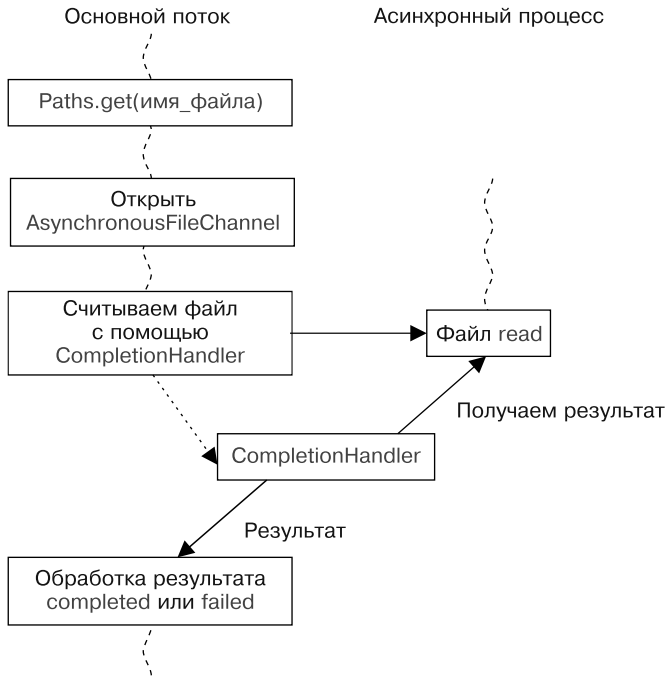 Основной поток
Асинхронный процесс
Paths.get(имя_файла)
Открыть
AsynchronousFileChannel
Считываем файл
с помощью
CompletionHandler
Файл read
Получаем результат
CompletionHandler
Результат
Обработка результата
completed или failed